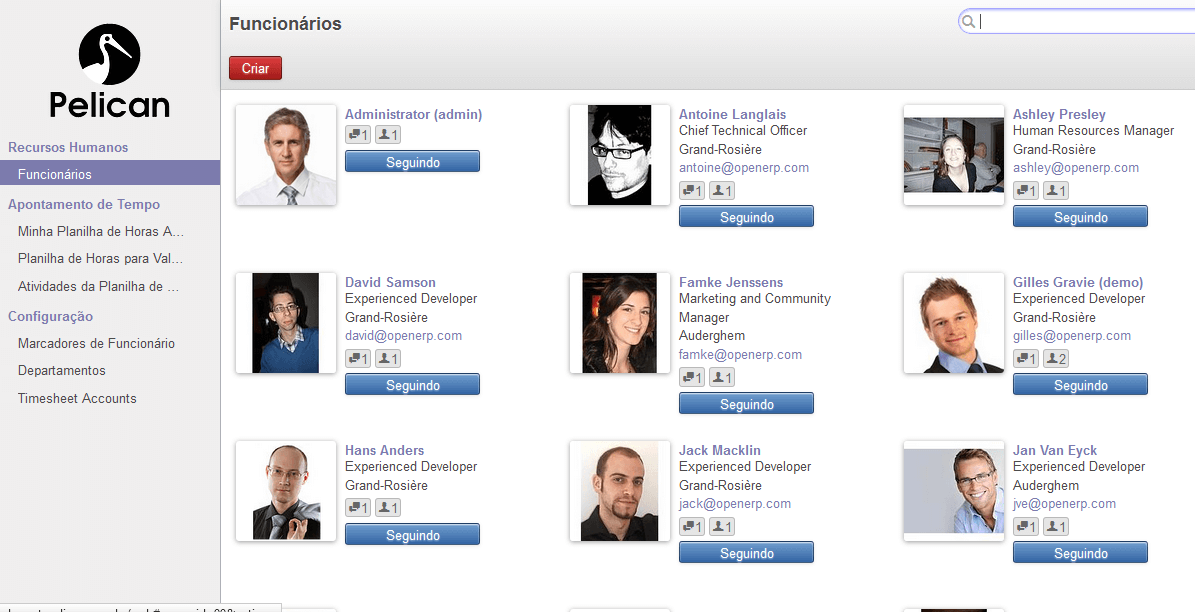 Pelican
Recursos Humanos
Funcionários
Apontamento de Tempo
Minha Planilha de Horas A...
Planilha de Horas para Val...
Atividades da Planilha de ...
Configuração
Marcadores de Funcionário
Departamentos
Timesheet Accounts
Funcionários
Criar
Administrator (admin)
1 1
Seguindo
Antoine Langlais
Chief Technical Officer
Grand-Rosière
antoine@openerp.com
1 1
Seguindo
Ashley Presley
Human Resources Manager
Grand-Rosière
ashley@openerp.com
1 1
Seguindo
David Samson
Experienced Developer
Grand-Rosière
david@openerp.com
1 1
Seguindo
Famke Jenssens
Marketing and Community
Manager
Auderghem
famke@openerp.com
1 1
Seguindo
Gilles Gravie (demo)
Experienced Developer
Grand-Rosière
gilles@openerp.com
1 2
Seguindo
Hans Anders
Experienced Developer
Grand-Rosière
1 1
Seguindo
Jack Macklin
Experienced Developer
Grand-Rosière
jack@openerp.com
1 1
Seguindo
Jan Van Eyck
Experienced Developer
Auderghem
jve@openerp.com
1 1
Seguindo